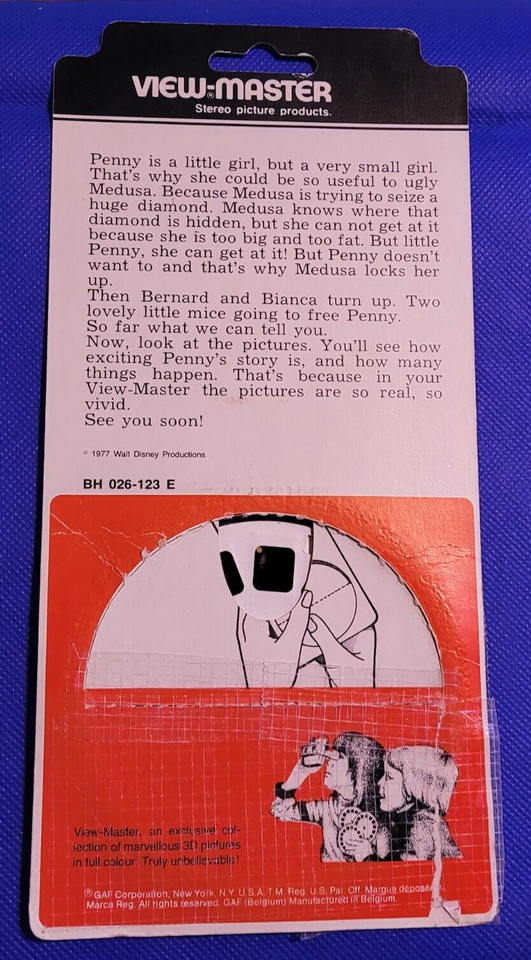 VIEW-MASTER
®
Stereo picture products.
Penny is a little girl, but a very small girl.
That's why she could be so useful to ugly
Medusa. Because Medusa is trying to seize a
huge diamond. Medusa knows where that
diamond is hidden, but she can not get at it
because she is too big and too fat. But little
Penny, she can get at it! But Penny doesn't
want to and that's why Medusa locks her
up.
Then Bernard and Bianca turn up. Two
lovely little mice going to free Penny.
So far what we can tell you.
Now, look at the pictures. You'll see how
exciting Penny's story is, and how many
things happen. That's because in your
View-Master the pictures are so real, so
vivid.
See you soon!
© 1977 Walt Disney Productions.
BH 026-123 E
View-Master, an exclusive col-
lection of marvellous 3D pictures
in full colour. Truly unbelievable!
® GAF Corporation, New York, N.Y. U.S.A. T.M. Reg. U.S. Pat. Off. Marque déposée
Marca Reg. All rights reserved. GAF (Belgium) Manufactured in Belgium.